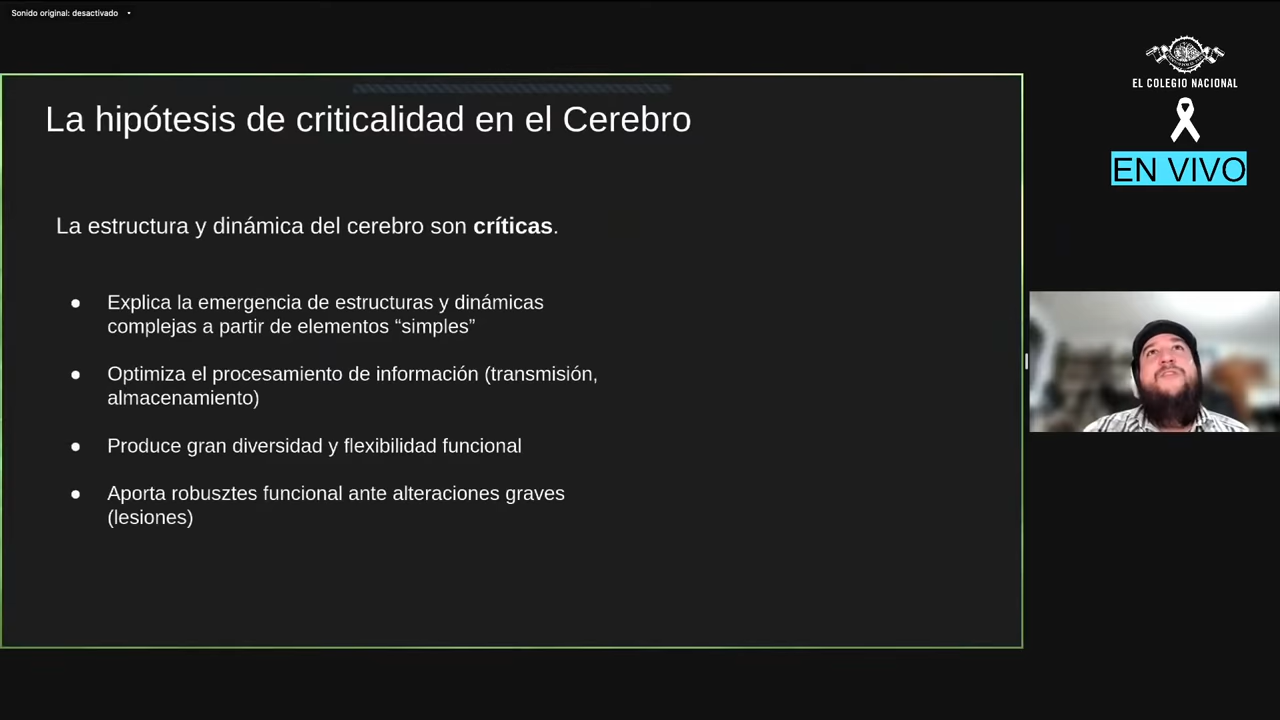 Sonido original: desactivado
EL COLEGIO NACIONAL
EN VIVO
La hipótesis de criticalidad en el Cerebro
La estructura y dinámica del cerebro son críticas.
● Explica la emergencia de estructuras y dinámicas
complejas a partir de elementos “simples”
● Optimiza el procesamiento de información (transmisión,
almacenamiento)
● Produce gran diversidad y flexibilidad funcional
● Aporta robusztes funcional ante alteraciones graves
(lesiones)